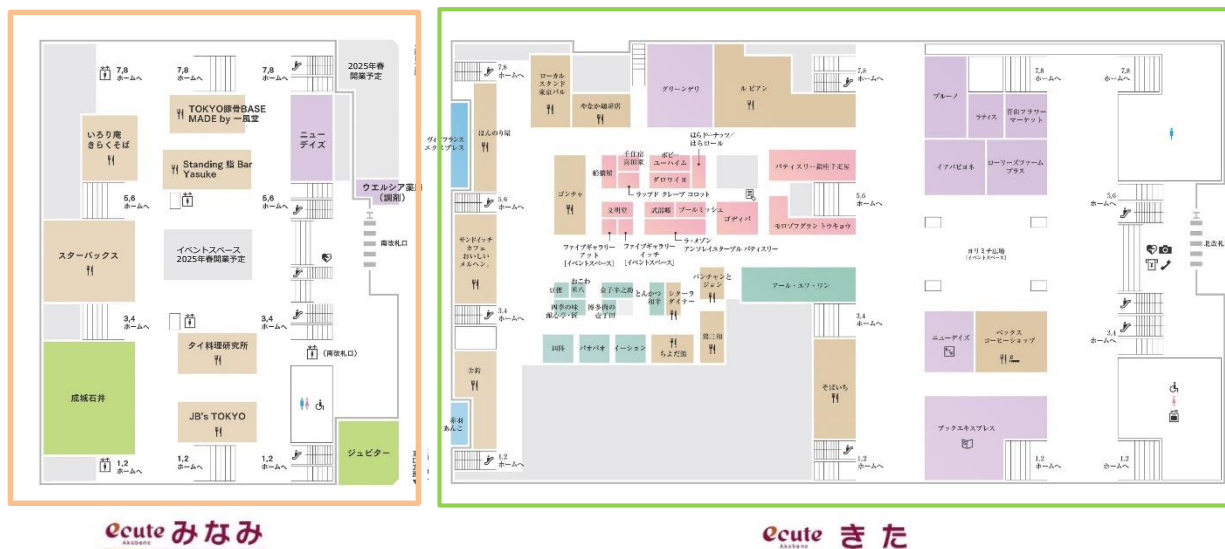 7,8
ホームへ
7,8
ホームへ
7,8
ホームへ
2025年春
開業予定
TOKYO豚骨BASE
MADE by 一風堂
ニュー
デイズ
いろり庵
きらくそば
Standing 鮨 Bar
Yasuke
ウエルシア薬局
(調剤)
5,6
ホームへ
5,6
ホームへ
南改札口
スターバックス
イベントスペース
2025年春開業予定
3,4
ホームへ
3,4
ホームへ
タイ料理研究所
(南改札口)
成城石井
JB's TOKYO
ジュピター
1,2
ホームへ
1,2
ホームへ
1,2
ホームへ
ecute みなみ
Akabane
7,8
ホームへ
ローカル
スタンド
東京バル
やなか珈琲店
グリーンデリ
ル ビアン
7,8
ホームへ
ブルーノ
ラティス
青山フラワー
マーケット
7,8
ホームへ
7,8
ホームへ
ヴィ・フランス
エクスプレス
ほんのり屋
はらドーナッツ/
はらロール
千住宿
喜田家
ユーハイム
船橋屋
ダロワイヨ
パティスリー銀座千疋屋
イアパピヨネ
ローリーズファーム
プラス
ラップド クレープ コロット
ゴンチャ
5,6
ホームへ
5,6
ホームへ
5,6
ホームへ
文明堂
式部郷
ブールミッシュ
ゴディバ
モロゾフグラン トウキョウ
北改札
サンドイッチ
カフェ
おいしい
メルヘン。
ファイブギャラリー
アット
[イベントスペース]
ファイブギャラリー
イッチ
[イベントスペース]
ラ・メゾン
アンソレイユターブル パティスリー
ヨリミチ広場
[イベントスペース]
パンチャンと
ジョン
おこわ
米八
豆狸
金子半之助
とんかつ
和幸
シターラ
ダイナー
アール・エフ・ワン
四季の味
博多肉の
壱丁田
3,4
ホームへ
3,4
ホームへ
3,4
ホームへ
ニューデイズ
ベックス
コーヒーショップ
パオパオ
イーション
ちよだ鮨
そばいち
赤羽
あんこ
ブックエキスプレス
1,2
ホームへ
1,2
ホームへ
1,2
ホームへ
1,2
ホームへ
ecute きた
Akabane